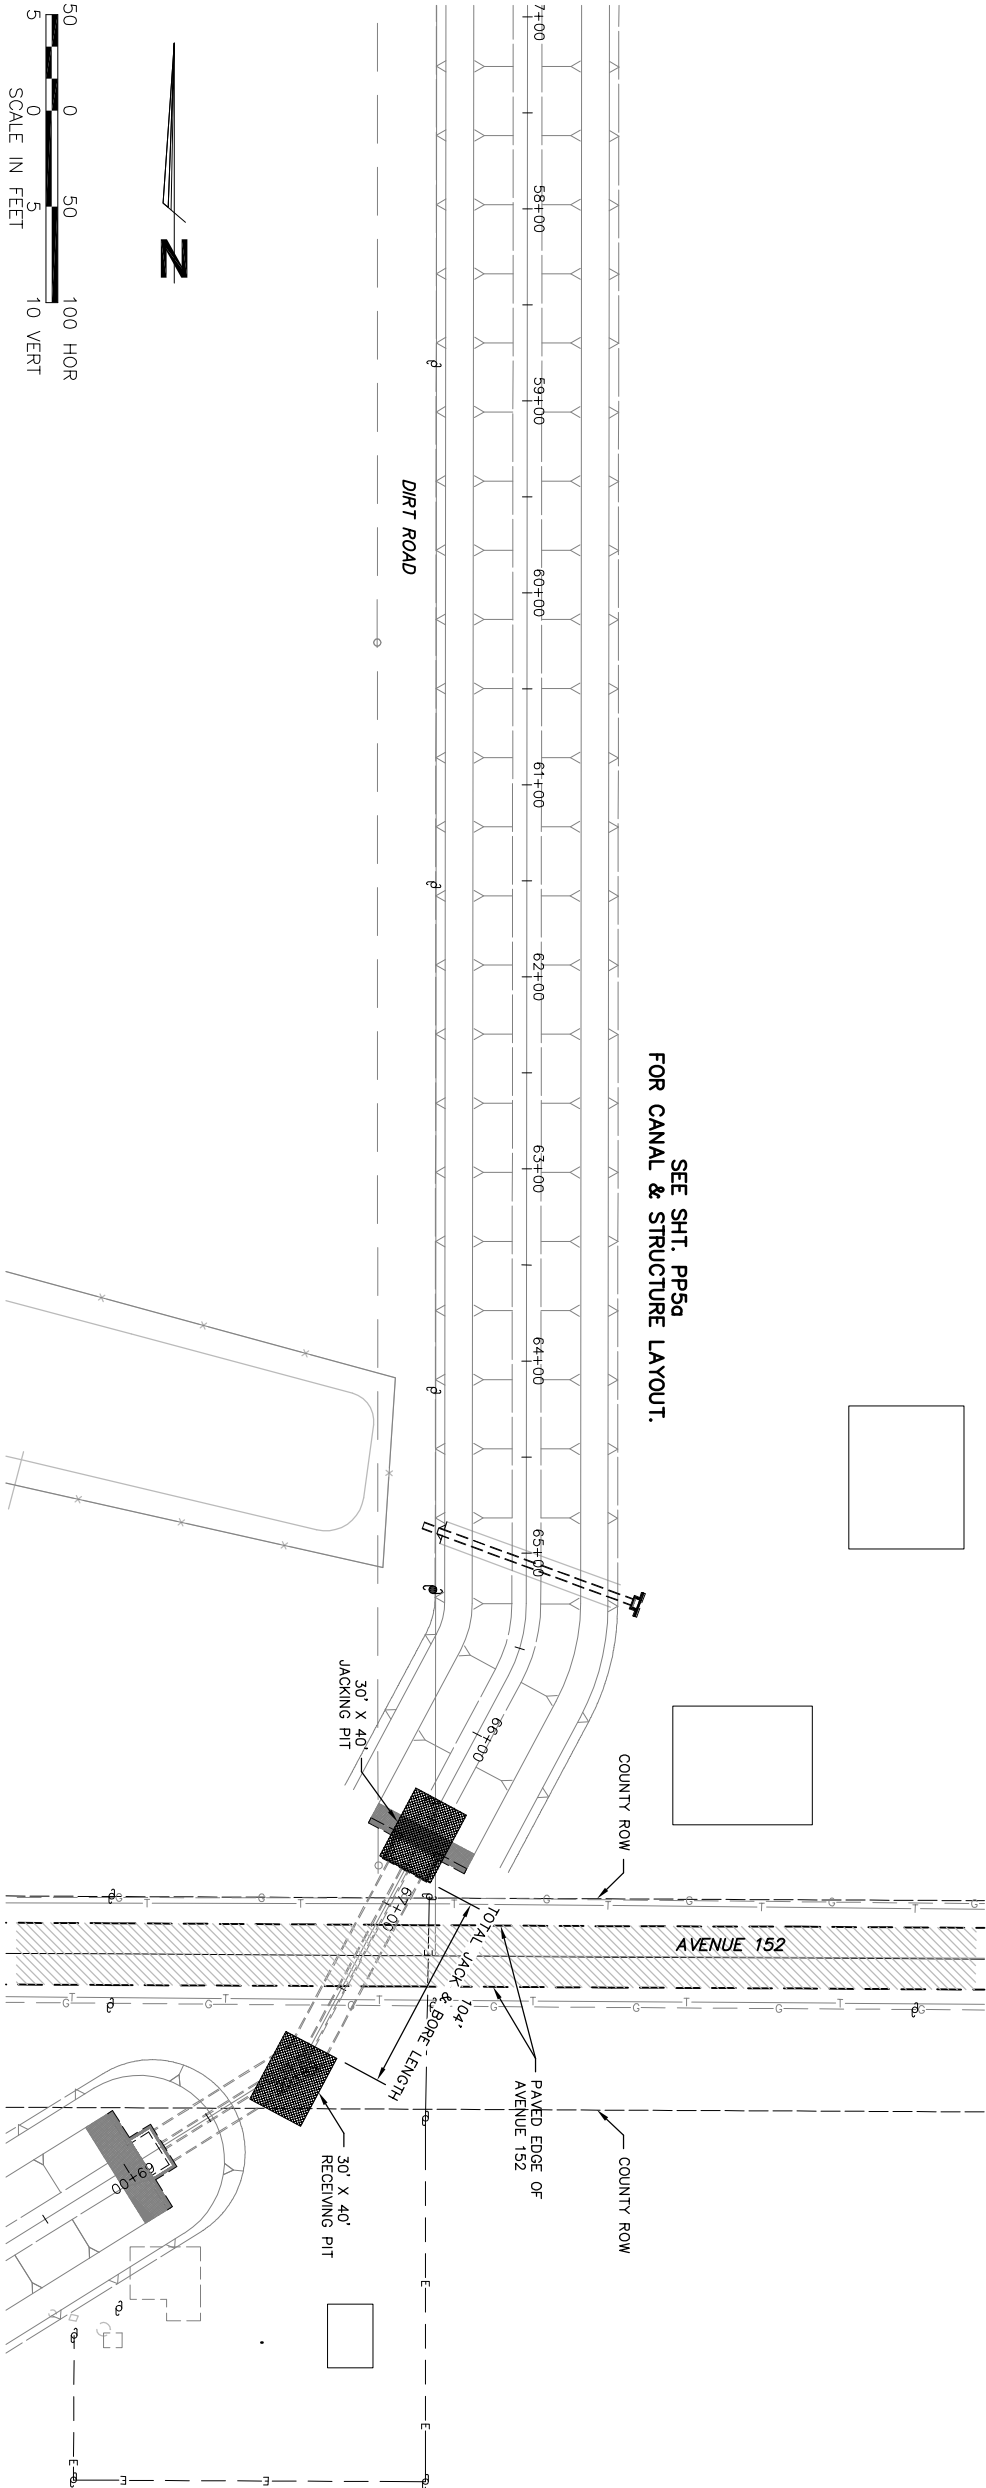 50 0 50 100 HOR
5 0 5 10 VERT
SCALE IN FEET
N
7+00
58+00
59+00
60+00
61+00
62+00
63+00
64+00
65+00
66+00
67+00
69+00
DIRT ROAD
SEE SHT. PP5a
FOR CANAL & STRUCTURE LAYOUT.
30' X 40'
JACKING PIT
COUNTY ROW
AVENUE 152
104'
TOTAL JACK & BORE LENGTH
PAVED EDGE OF
AVENUE 152
COUNTY ROW
30' X 40'
RECEIVING PIT
G T G T G T G T G T G T G
G T G T G T G T G T G T G
E E E E E E